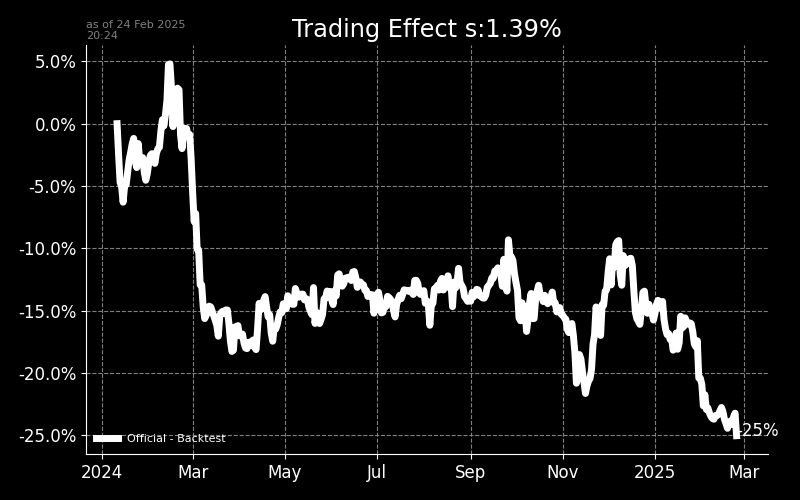 as of 24 Feb 2025
20:24
Trading Effect s:1.39%
5.0%
0.0%
-5.0%
-10.0%
-15.0%
-20.0%
-25.0%
Official - Backtest
-25%
2024 Mar May Jul Sep Nov 2025 Mar